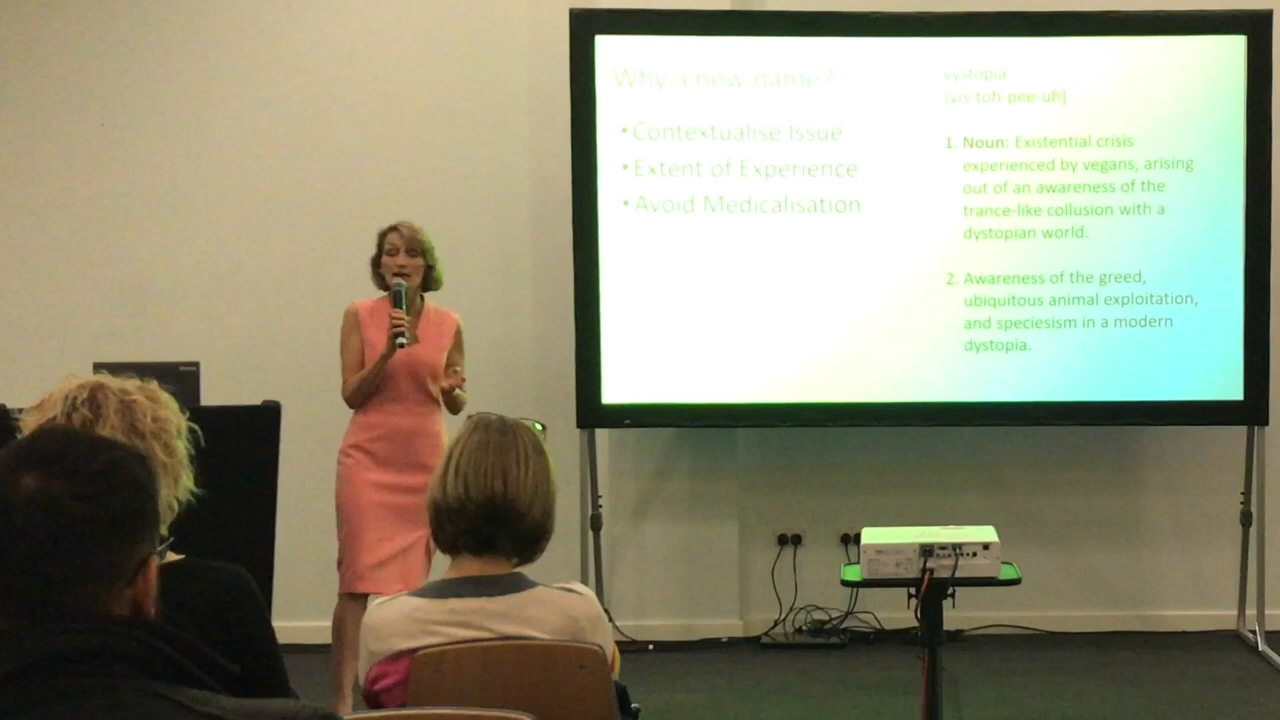 Why a new name?
• Contextualise Issue
• Extent of Experience
• Avoid Medicalisation
vystopia
[vis-toh-pee-uh]
1. Noun: Existential crisis
experienced by vegans, arising
out of an awareness of the
trance-like collusion with a
dystopian world.
2. Awareness of the greed,
ubiquitous animal exploitation,
and speciesism in a modern
dystopia.